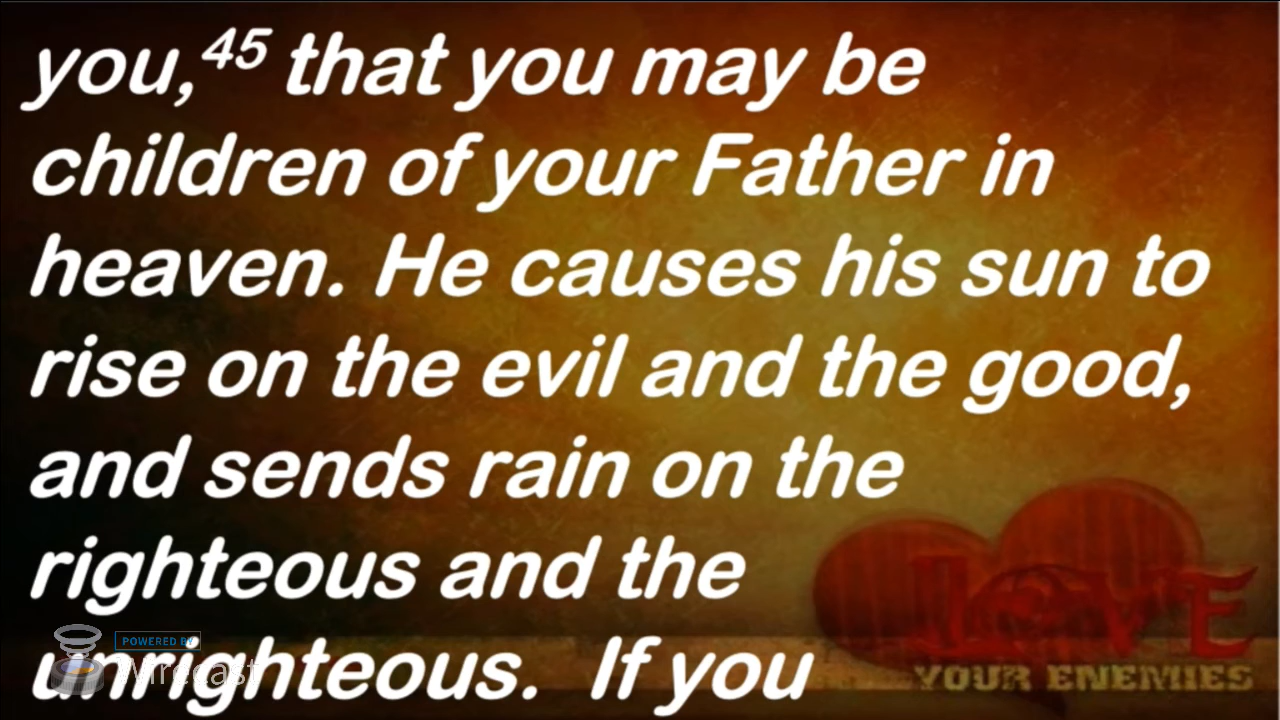 you,45 that you may be
children of your Father in
heaven. He causes his sun to
rise on the evil and the good,
and sends rain on the
righteous and the
unrighteous.  If you
LOVE
YOUR ENEMIES
POWERED BY
Wirecast